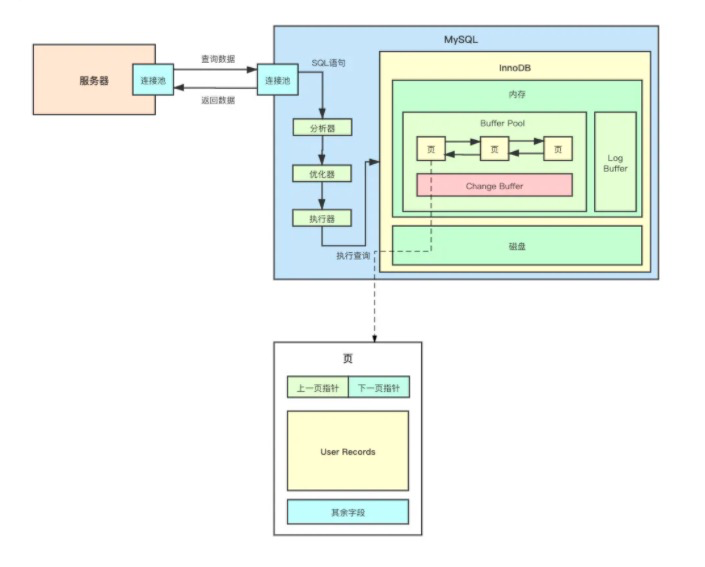 MySQL
服务器
连接池
查询数据
返回数据
连接池
SQL语句
分析器
优化器
执行器
执行查询
InnoDB
内存
Buffer Pool
页
页
页
Change Buffer
Log
Buffer
磁盘
页
上一页指针
下一页指针
User Records
其余字段